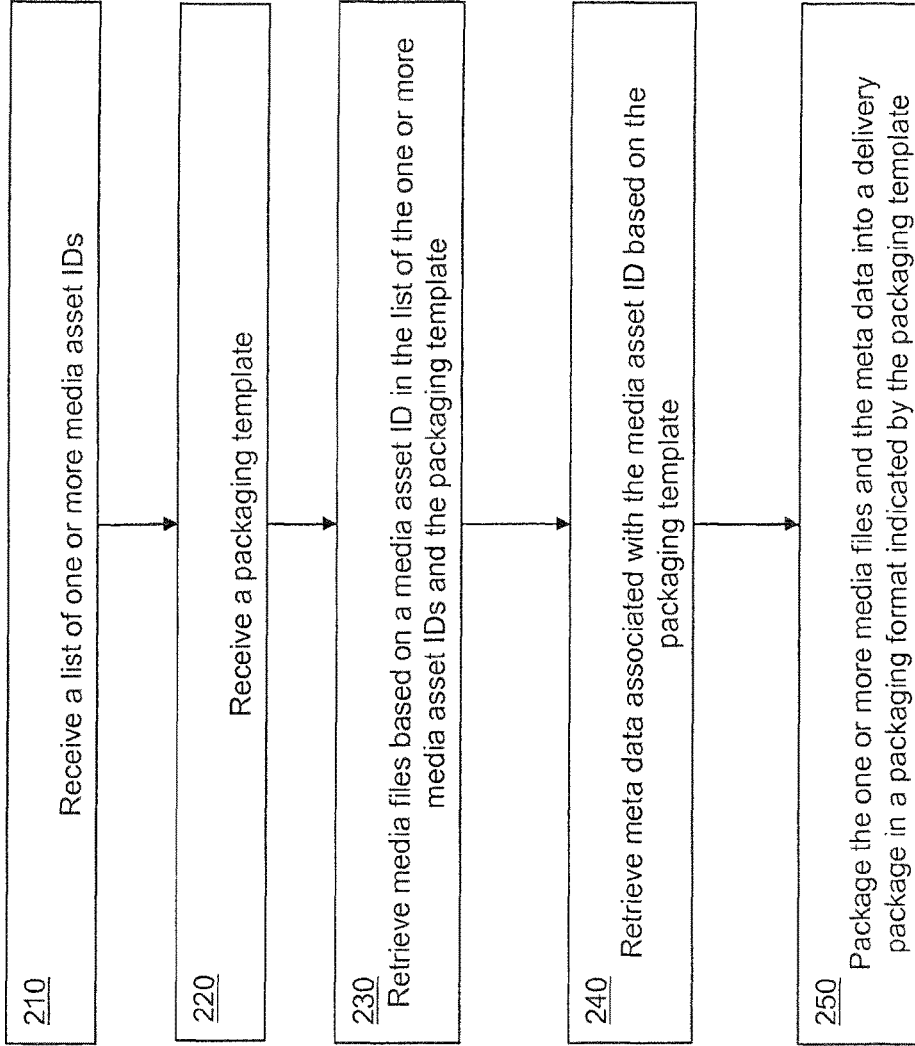 210
Receive a list of one or more media asset IDs
220
Receive a packaging template
230
Retrieve media files based on a media asset ID in the list of the one or more
media asset IDs and the packaging template
240
Retrieve meta data associated with the media asset ID based on the
packaging template
250
Package the one or more media files and the meta data into a delivery
package in a packaging format indicated by the packaging template